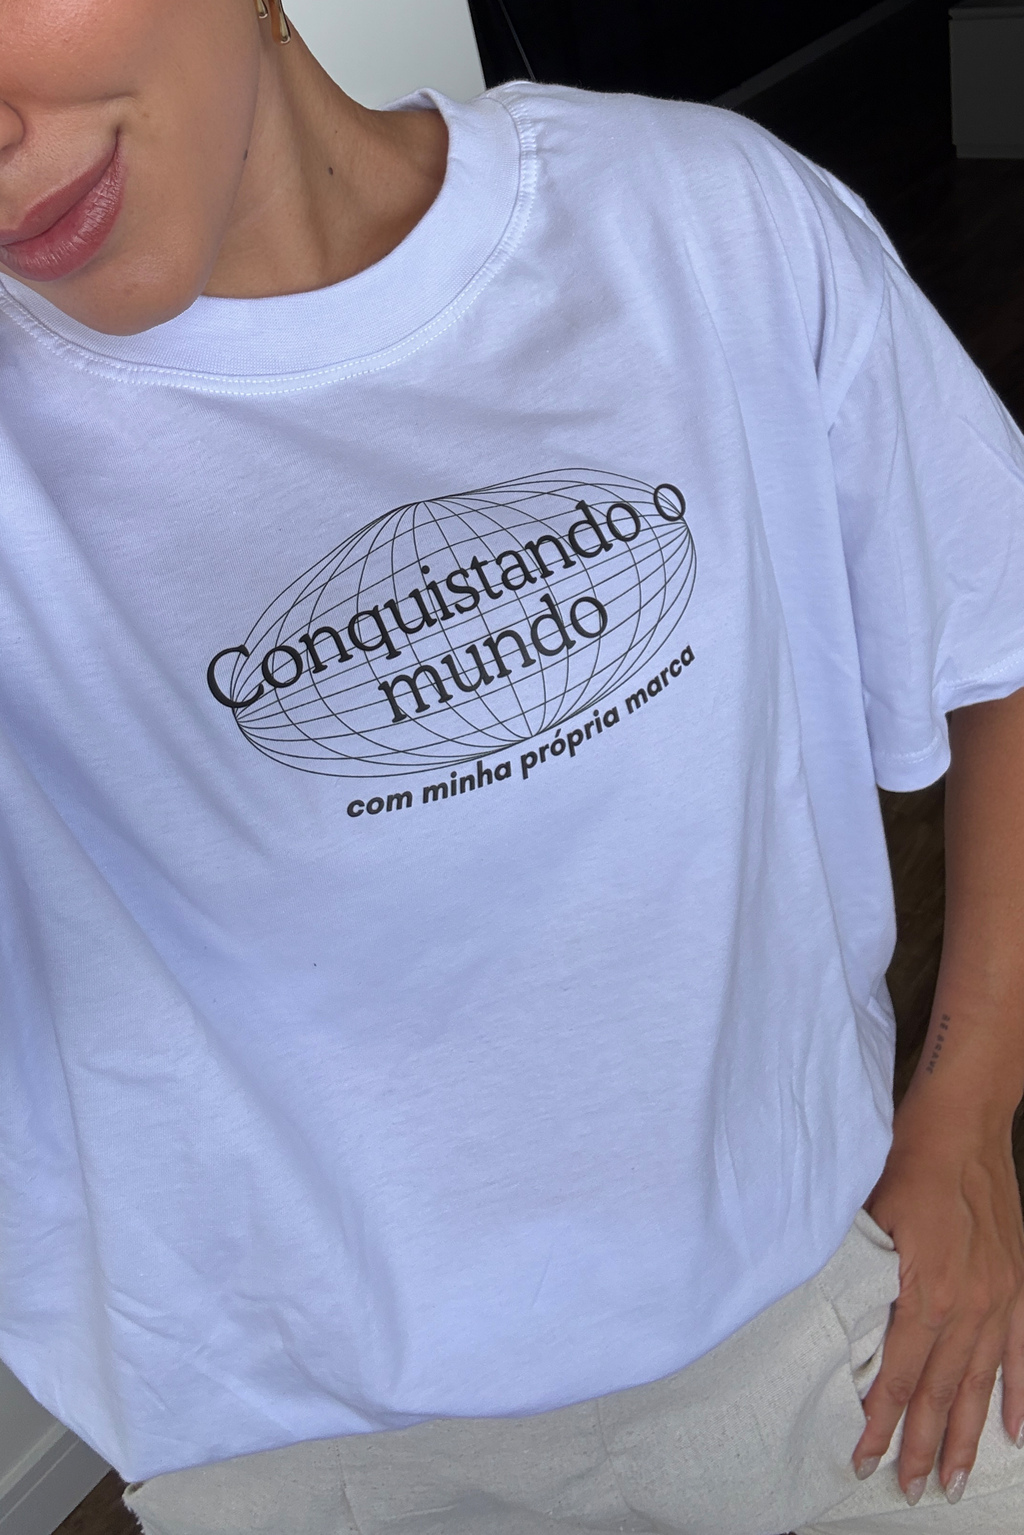 Conquistando o
mundo
com minha própria marca